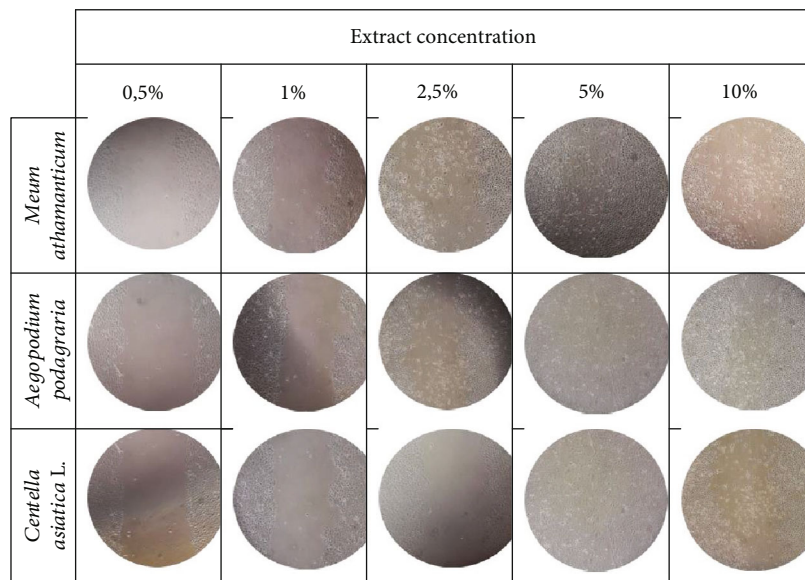 Extract concentration
0,5% 1% 2,5% 5% 10%
Meum
athamanticum
Aegopodium
podagraria
Centella
asiatica L.